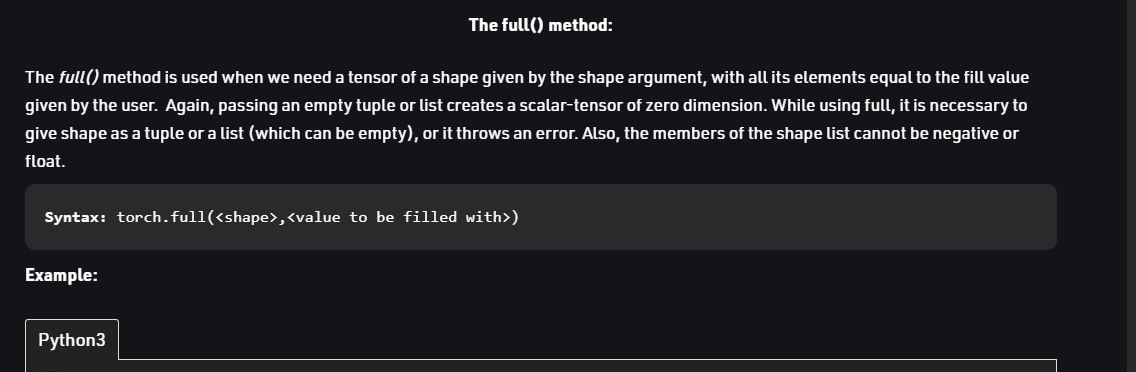 The full() method:
The full() method is used when we need a tensor of a shape given by the shape argument, with all its elements equal to the fill value
given by the user.  Again, passing an empty tuple or list creates a scalar-tensor of zero dimension. While using full, it is necessary to
give shape as a tuple or a list (which can be empty), or it throws an error. Also, the members of the shape list cannot be negative or
float.
Syntax: torch.full(<shape>,<value to be filled with>)
Example:
Python3